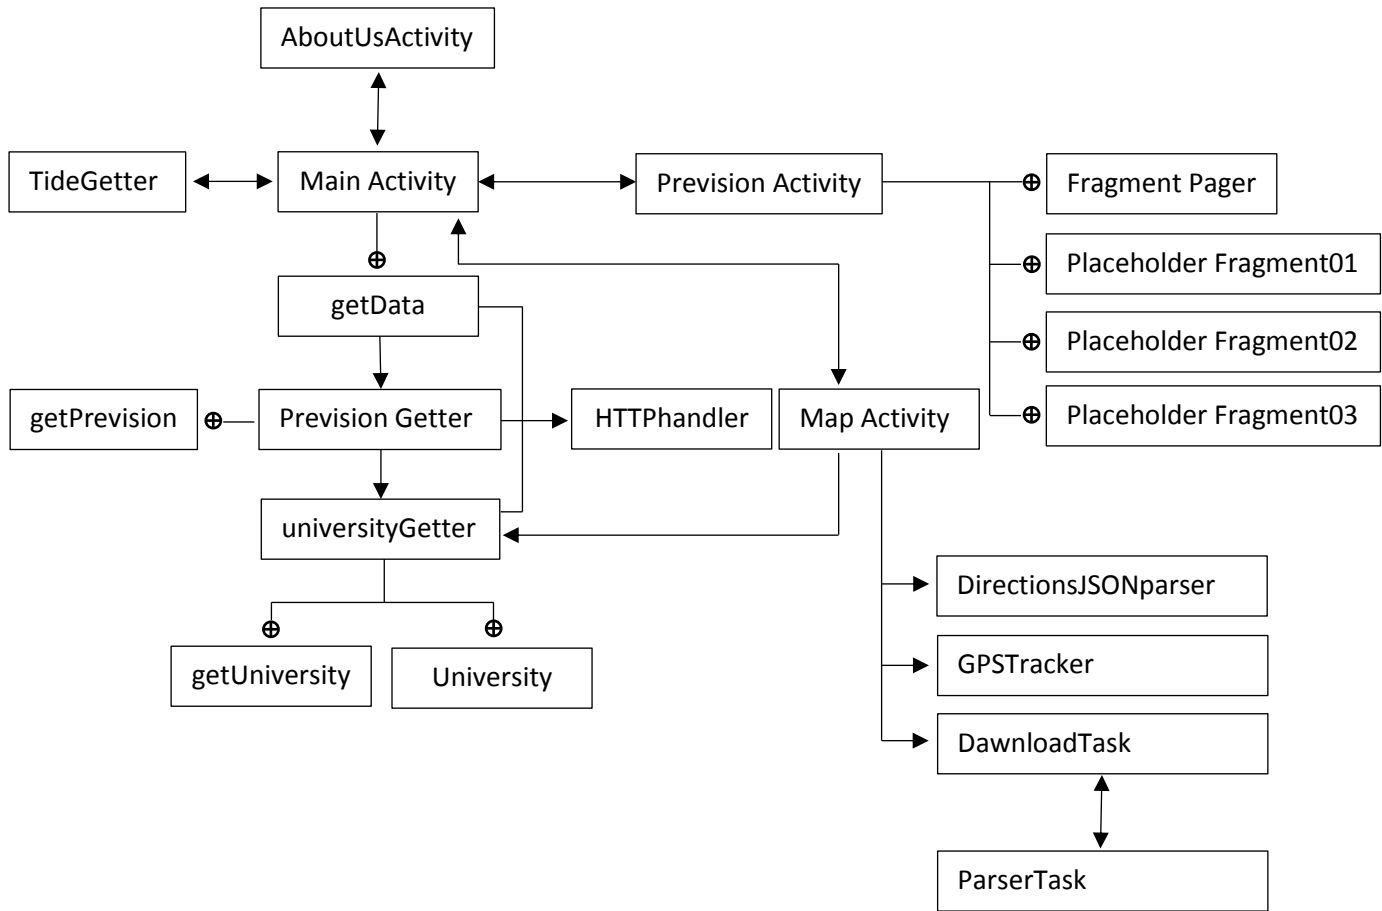 AboutUsActivity
TideGetter
Main Activity
Prevision Activity
Fragment Pager
Placeholder Fragment01
getData
Placeholder Fragment02
getPrevision
Prevision Getter
HTTPhandler
Map Activity
Placeholder Fragment03
universityGetter
DirectionsJSONparser
getUniversity
University
GPSTracker
DawnloadTask
ParserTask